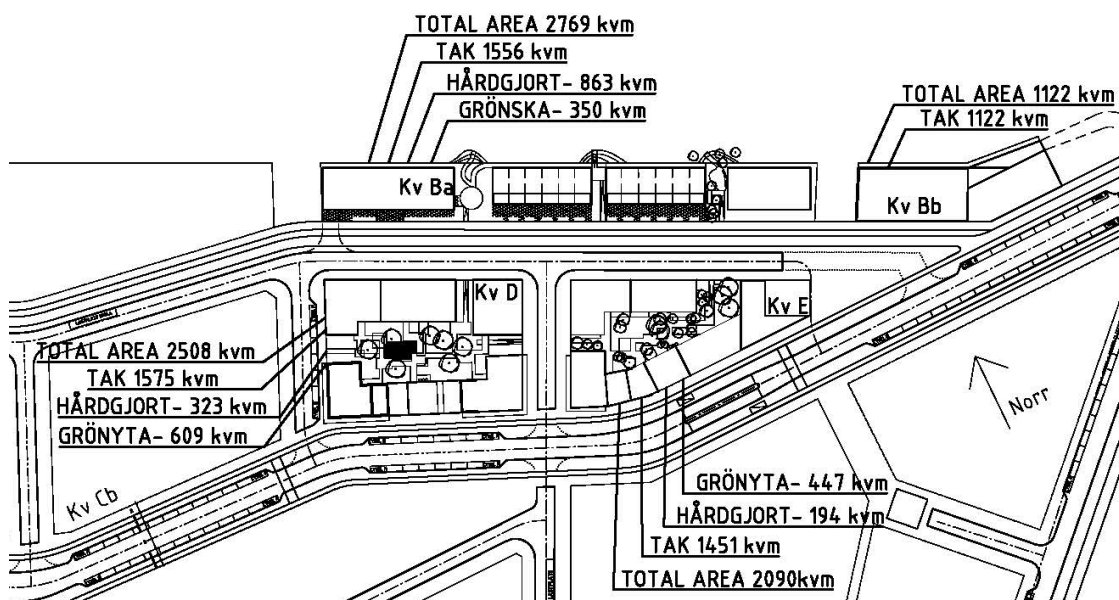 TOTAL AREA 2769 kvm
TAK 1556 kvm
HÅRDGJORT- 863 kvm
GRÖNSKA- 350 kvm
TOTAL AREA 1122 kvm
TAK 1122 kvm
Kv Ba
Kv Bb
Kv D
Kv E
TOTAL AREA 2508 kvm
TAK 1575 kvm
HÅRDGJORT- 323 kvm
GRÖNYTA- 609 kvm
Norr
Kv Cb
GRÖNYTA- 447 kvm
HÅRDGJORT- 194 kvm
TAK 1451 kvm
TOTAL AREA 2090kvm